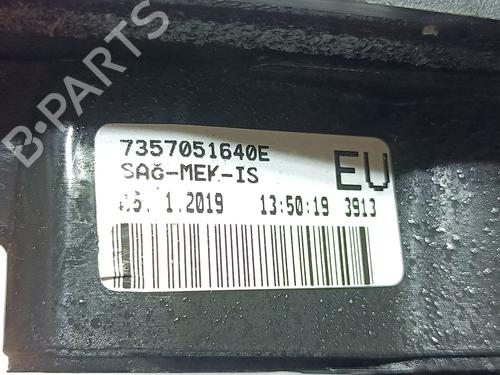 B-PARTS
7357051640E
SAĞ-MEK-IS
EU
.1.2019 13:50:19 3913